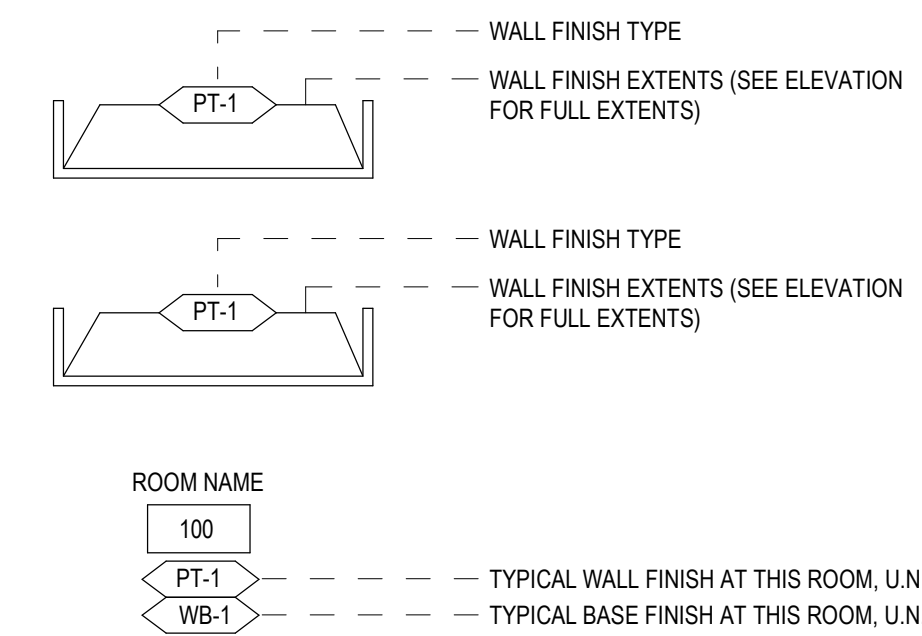 WALL FINISH TYPE
WALL FINISH EXTENTS (SEE ELEVATION
FOR FULL EXTENTS)
PT-1
WALL FINISH TYPE
WALL FINISH EXTENTS (SEE ELEVATION
FOR FULL EXTENTS)
PT-1
ROOM NAME
100
PT-1
TYPICAL WALL FINISH AT THIS ROOM, U.N
WB-1
TYPICAL BASE FINISH AT THIS ROOM, U.N